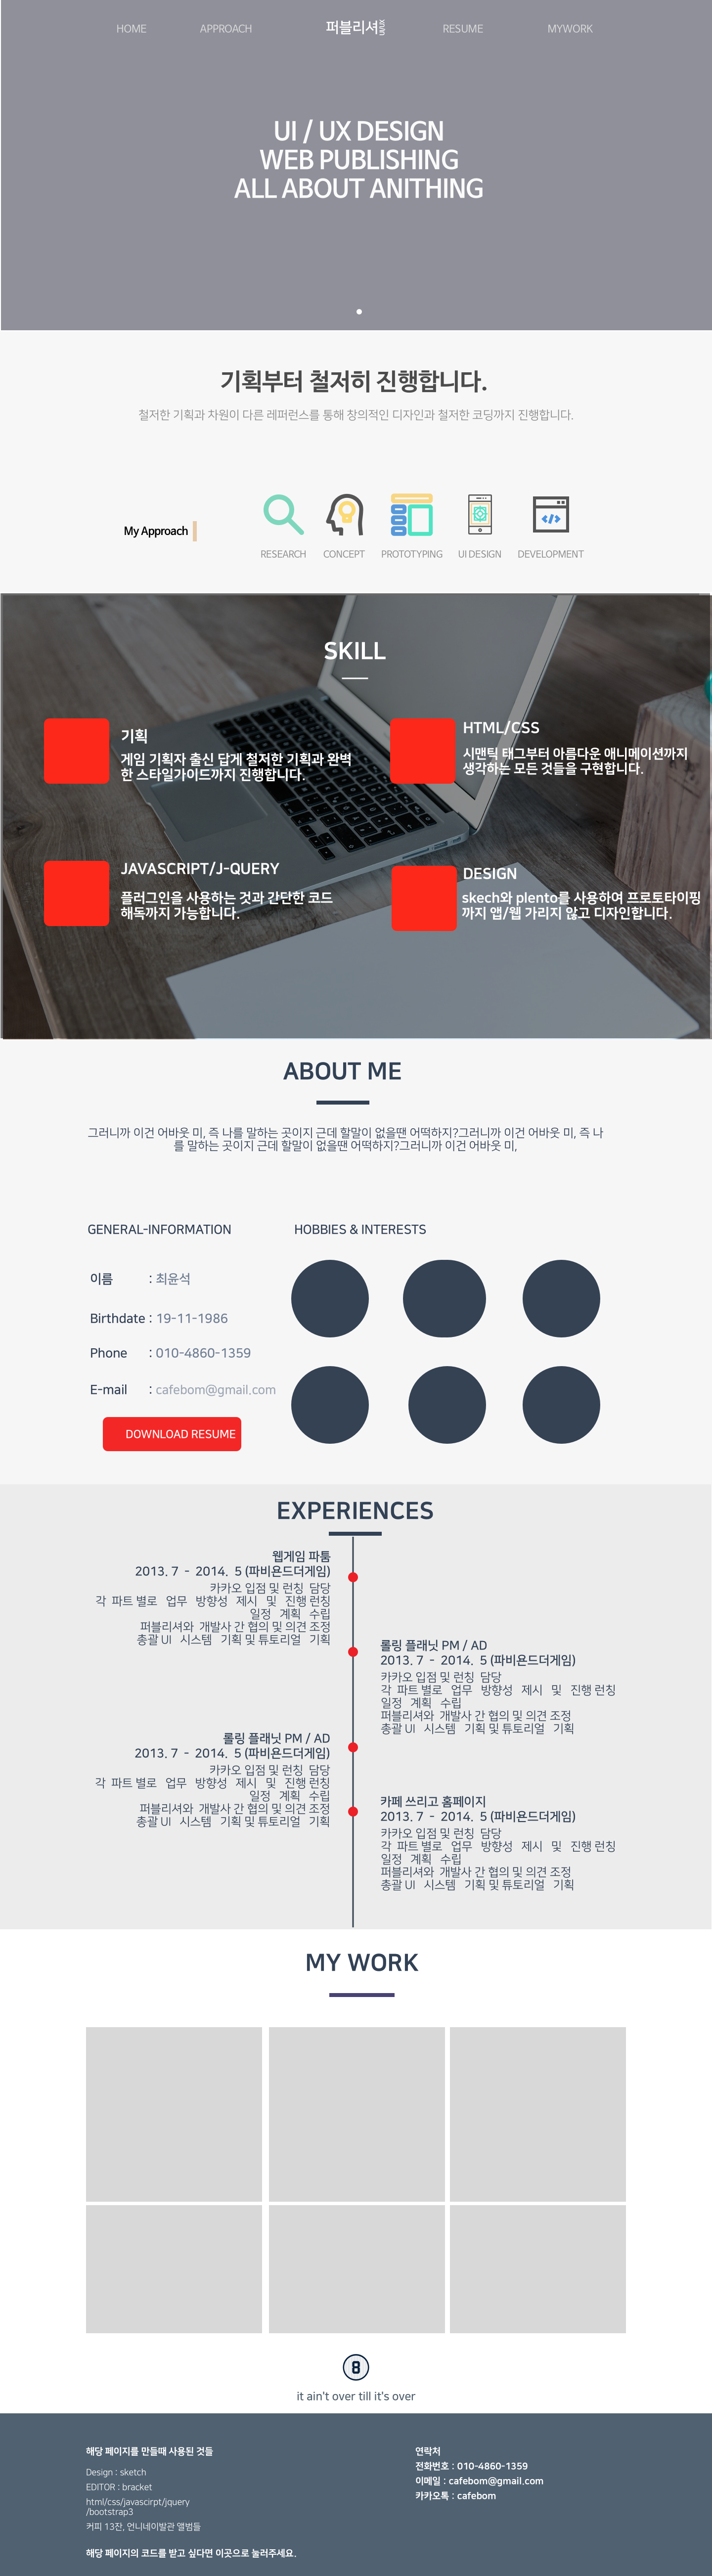 HOME APPROACH 퍼블리셔 UI/UX RESUME MYWORK
UI / UX DESIGN
WEB PUBLISHING
ALL ABOUT ANITHING
기획부터 철저히 진행합니다.
철저한 기획과 차원이 다른 레퍼런스를 통해 창의적인 디자인과 철저한 코딩까지 진행합니다.
My Approach
RESEARCH CONCEPT PROTOTYPING UI DESIGN DEVELOPMENT
SKILL
기획
게임 기획자 출신 답게 철저한 기획과 완벽
한 스타일가이드까지 진행합니다.
HTML/CSS
시맨틱 태그부터 아름다운 애니메이션까지
생각하는 모든 것들을 구현합니다.
JAVASCRIPT/J-QUERY
플러그인을 사용하는 것과 간단한 코드
해독까지 가능합니다.
DESIGN
skech와 plento를 사용하여 프로토타이핑
까지 앱/웹 가리지 않고 디자인합니다.
ABOUT ME
그러니까 이건 어바웃 미, 즉 나를 말하는 곳이지 근데 할말이 없을땐 어떡하지?그러니까 이건 어바웃 미, 즉 나
를 말하는 곳이지 근데 할말이 없을땐 어떡하지?그러니까 이건 어바웃 미,
GENERAL-INFORMATION
이름 : 최윤석
Birthdate : 19-11-1986
Phone : 010-4860-1359
E-mail : cafebom@gmail.com
DOWNLOAD RESUME
HOBBIES & INTERESTS
EXPERIENCES
웹게임 파툼
2013. 7 - 2014. 5 (파비욘드더게임)
카카오 입점 및 런칭 담당
각 파트 별로 업무 방향성 제시 및 진행 런칭
일정 계획 수립
퍼블리셔와 개발사 간 협의 및 의견 조정
총괄 UI 시스템 기획 및 튜토리얼 기획
롤링 플래닛 PM / AD
2013. 7 - 2014. 5 (파비욘드더게임)
카카오 입점 및 런칭 담당
각 파트 별로 업무 방향성 제시 및 진행 런칭
일정 계획 수립
퍼블리셔와 개발사 간 협의 및 의견 조정
총괄 UI 시스템 기획 및 튜토리얼 기획
롤링 플래닛 PM / AD
2013. 7 - 2014. 5 (파비욘드더게임)
카카오 입점 및 런칭 담당
각 파트 별로 업무 방향성 제시 및 진행 런칭
일정 계획 수립
퍼블리셔와 개발사 간 협의 및 의견 조정
총괄 UI 시스템 기획 및 튜토리얼 기획
카페 쓰리고 홈페이지
2013. 7 - 2014. 5 (파비욘드더게임)
카카오 입점 및 런칭 담당
각 파트 별로 업무 방향성 제시 및 진행 런칭
일정 계획 수립
퍼블리셔와 개발사 간 협의 및 의견 조정
총괄 UI 시스템 기획 및 튜토리얼 기획
MY WORK
8
it ain't over till it's over
해당 페이지를 만들때 사용된 것들
Design : sketch
EDITOR : bracket
html/css/javascirpt/jquery
/bootstrap3
커피 13잔, 언니네이발관 앨범들
해당 페이지의 코드를 받고 싶다면 이곳으로 눌러주세요.
연락처
전화번호 : 010-4860-1359
이메일 : cafebom@gmail.com
카카오톡 : cafebom